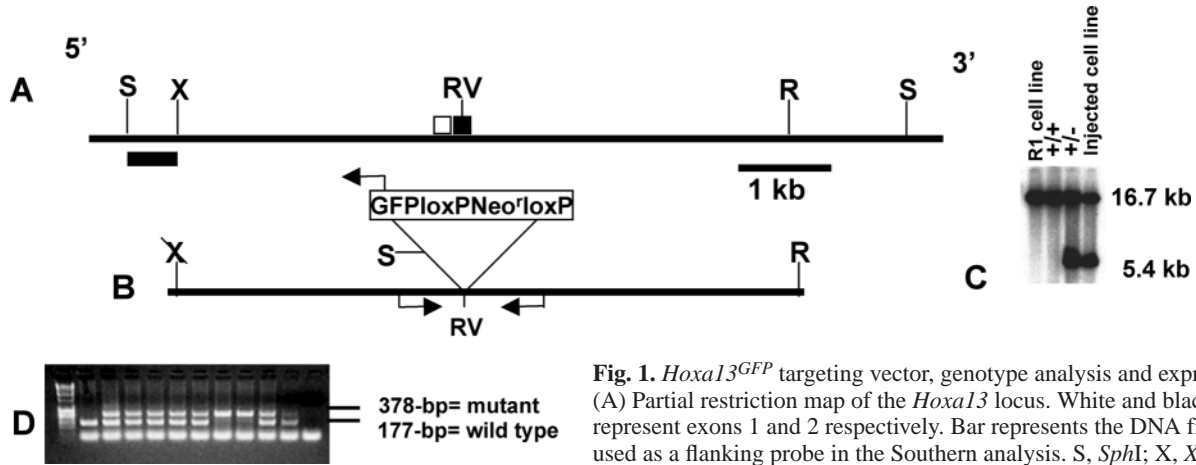 5’
3’
A
S
X
RV
R
S
1 kb
GFPloxPNeoʳloxP
S
X
R
B
RV
R1 cell line
+/+
+/-
Injected cell line
16.7 kb
5.4 kb
C
D
378-bp= mutant
177-bp= wild type
Fig. 1. Hoxa13GFP targeting vector, genotype analysis and expr
(A) Partial restriction map of the Hoxa13 locus. White and blac
represent exons 1 and 2 respectively. Bar represents the DNA f
used as a flanking probe in the Southern analysis. S, SphI; X, X